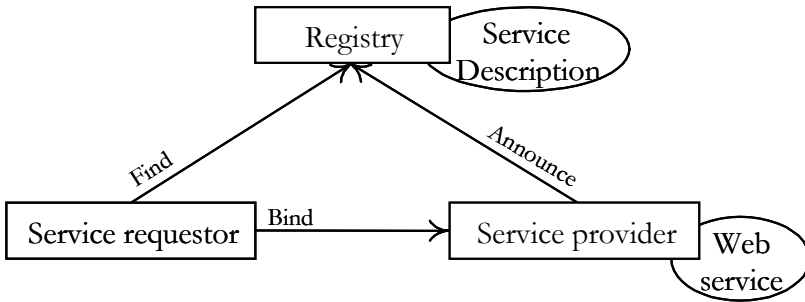 Registry
Service
Description
Find
Announce
Service requestor
Bind
Service provider
Web
service